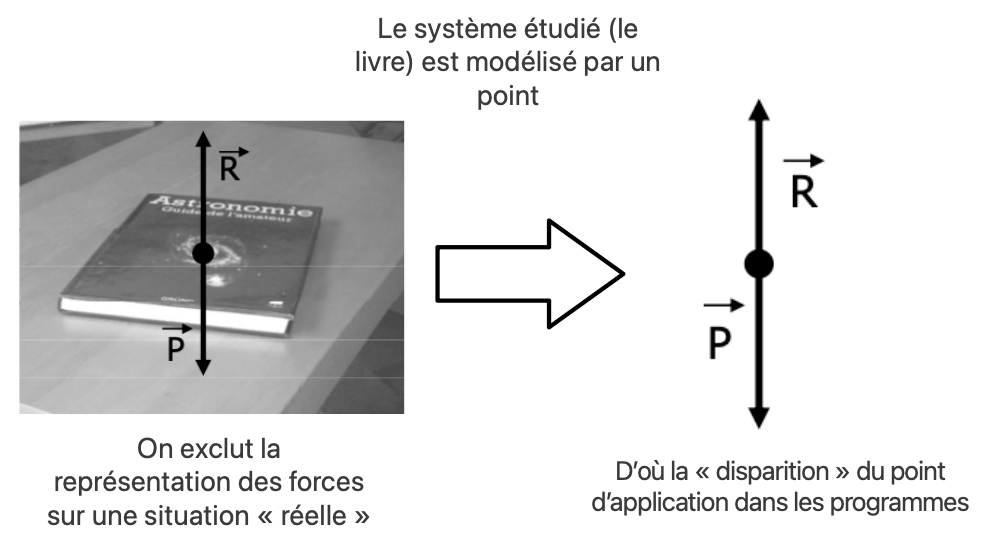 Le système étudié (le
livre) est modélisé par un
point
R
Astronomie
Guide de l'amateur
P
R
P
On exclut la
représentation des forces
sur une situation « réelle »
D'où la « disparition » du point
d'application dans les programmes